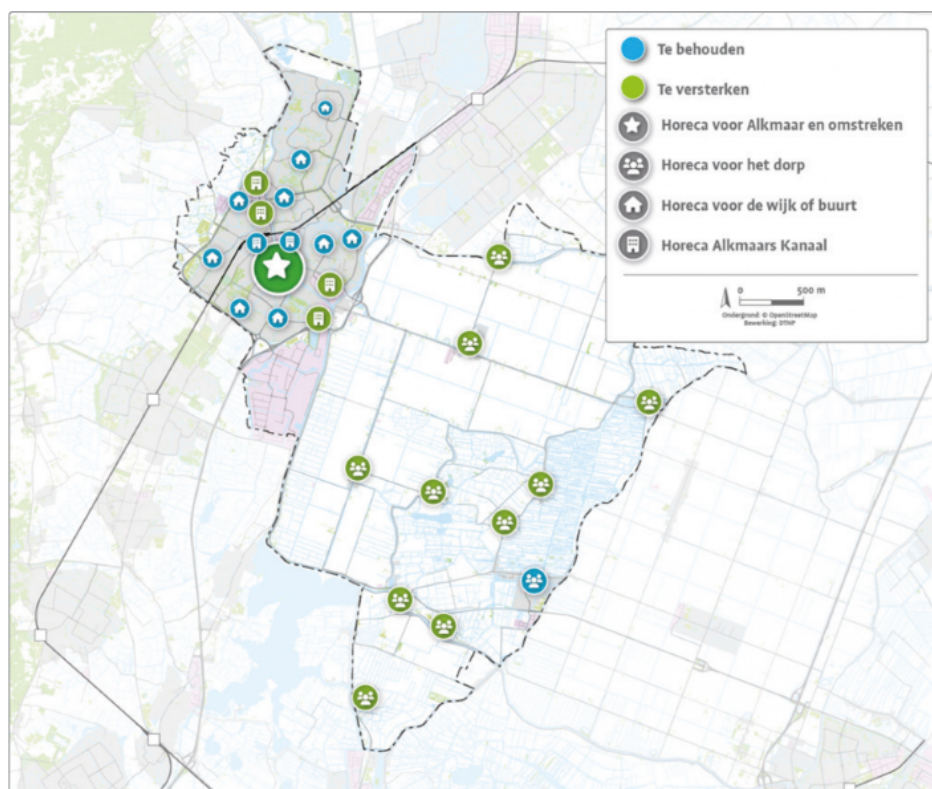 Te behouden
Te versterken
Horeca voor Alkmaar en omstreken
Horeca voor het dorp
Horeca voor de wijk of buurt
Horeca Alkmaars Kanaal
0 500 m
Ondergrond: © OpenStreetMap
Bewerking: DTNP